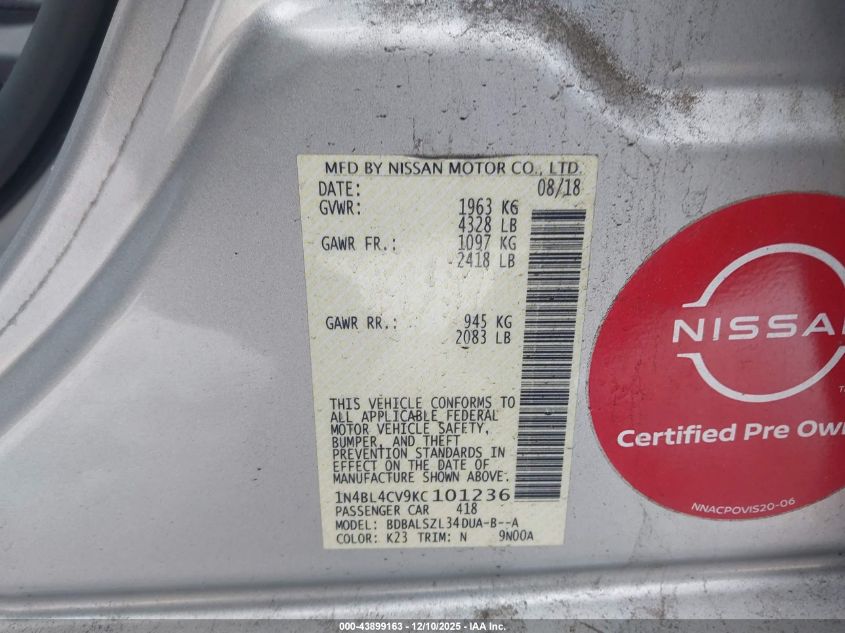 MFD BY NISSAN MOTOR CO., LTD.
DATE: 08/18
GVWR: 1963 KG
4328 LB
GAWR FR.: 1097 KG
2418 LB
GAWR RR.: 945 KG
2083 LB
THIS VEHICLE CONFORMS TO
ALL APPLICABLE FEDERAL
MOTOR VEHICLE SAFETY,
BUMPER, AND THEFT
PREVENTION STANDARDS IN
EFFECT ON THE DATE OF
MANUFACTURE SHOWN ABOVE.
1N4BL4CV9KC101236
PASSENGER CAR 418
MODEL: BDBALSZL34DUA-B--A
COLOR: K23 TRIM: N 9N00A
NISSA
Certified Pre Ow
NNACPOVIS20-06
000-43899163 - 12/10/2025 - IAA Inc.